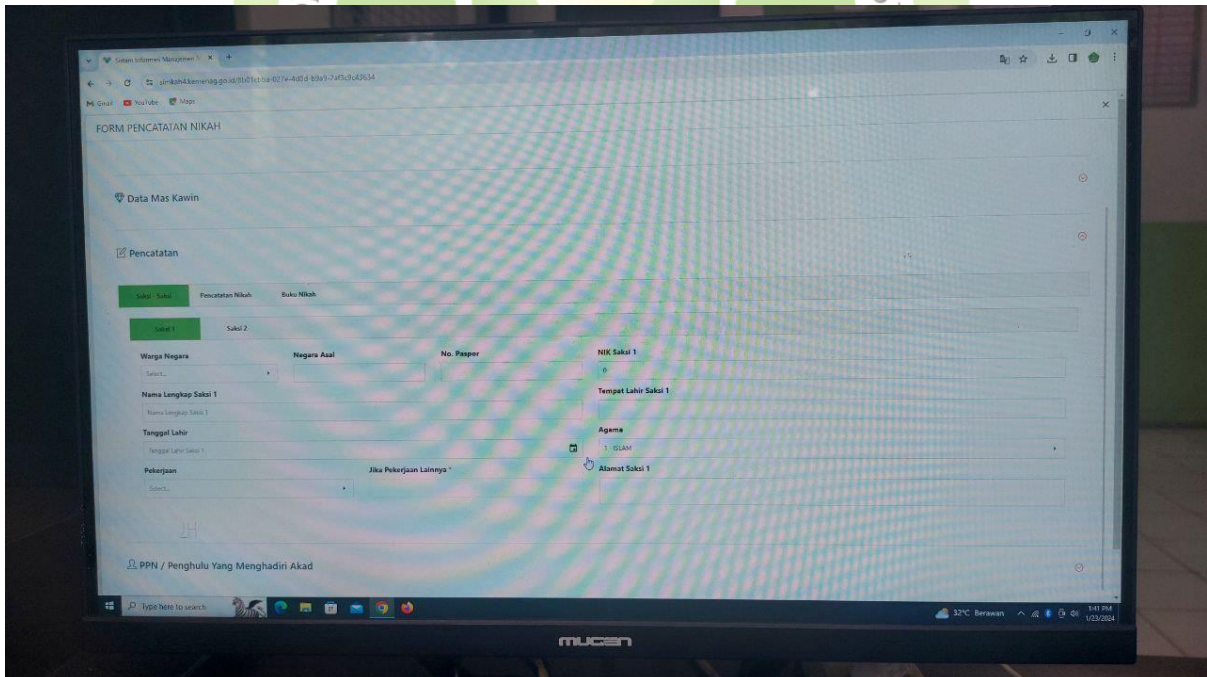 simkah4.kemenag.go.id/
Gmail YouTube Maps
FORM PENCATATAN NIKAH
Data Mas Kawin
Pencatatan
Saksi - Saksi Pencatatan Nikah Buku Nikah
Saksi 1 Saksi 2
Warga Negara Negara Asal No. Paspor NIK Saksi 1
Select... 0
Nama Lengkap Saksi 1 Tempat Lahir Saksi 1
Nama Lengkap Saksi 1
Tanggal Lahir Agama
Tanggal Lahir Saksi 1 1 - ISLAM
Pekerjaan Jika Pekerjaan Lainnya * Alamat Saksi 1
Select...
PPN / Penghulu Yang Menghadiri Akad
Type here to search 32°C Berawan 1:41 PM
1/23/2024
mucen